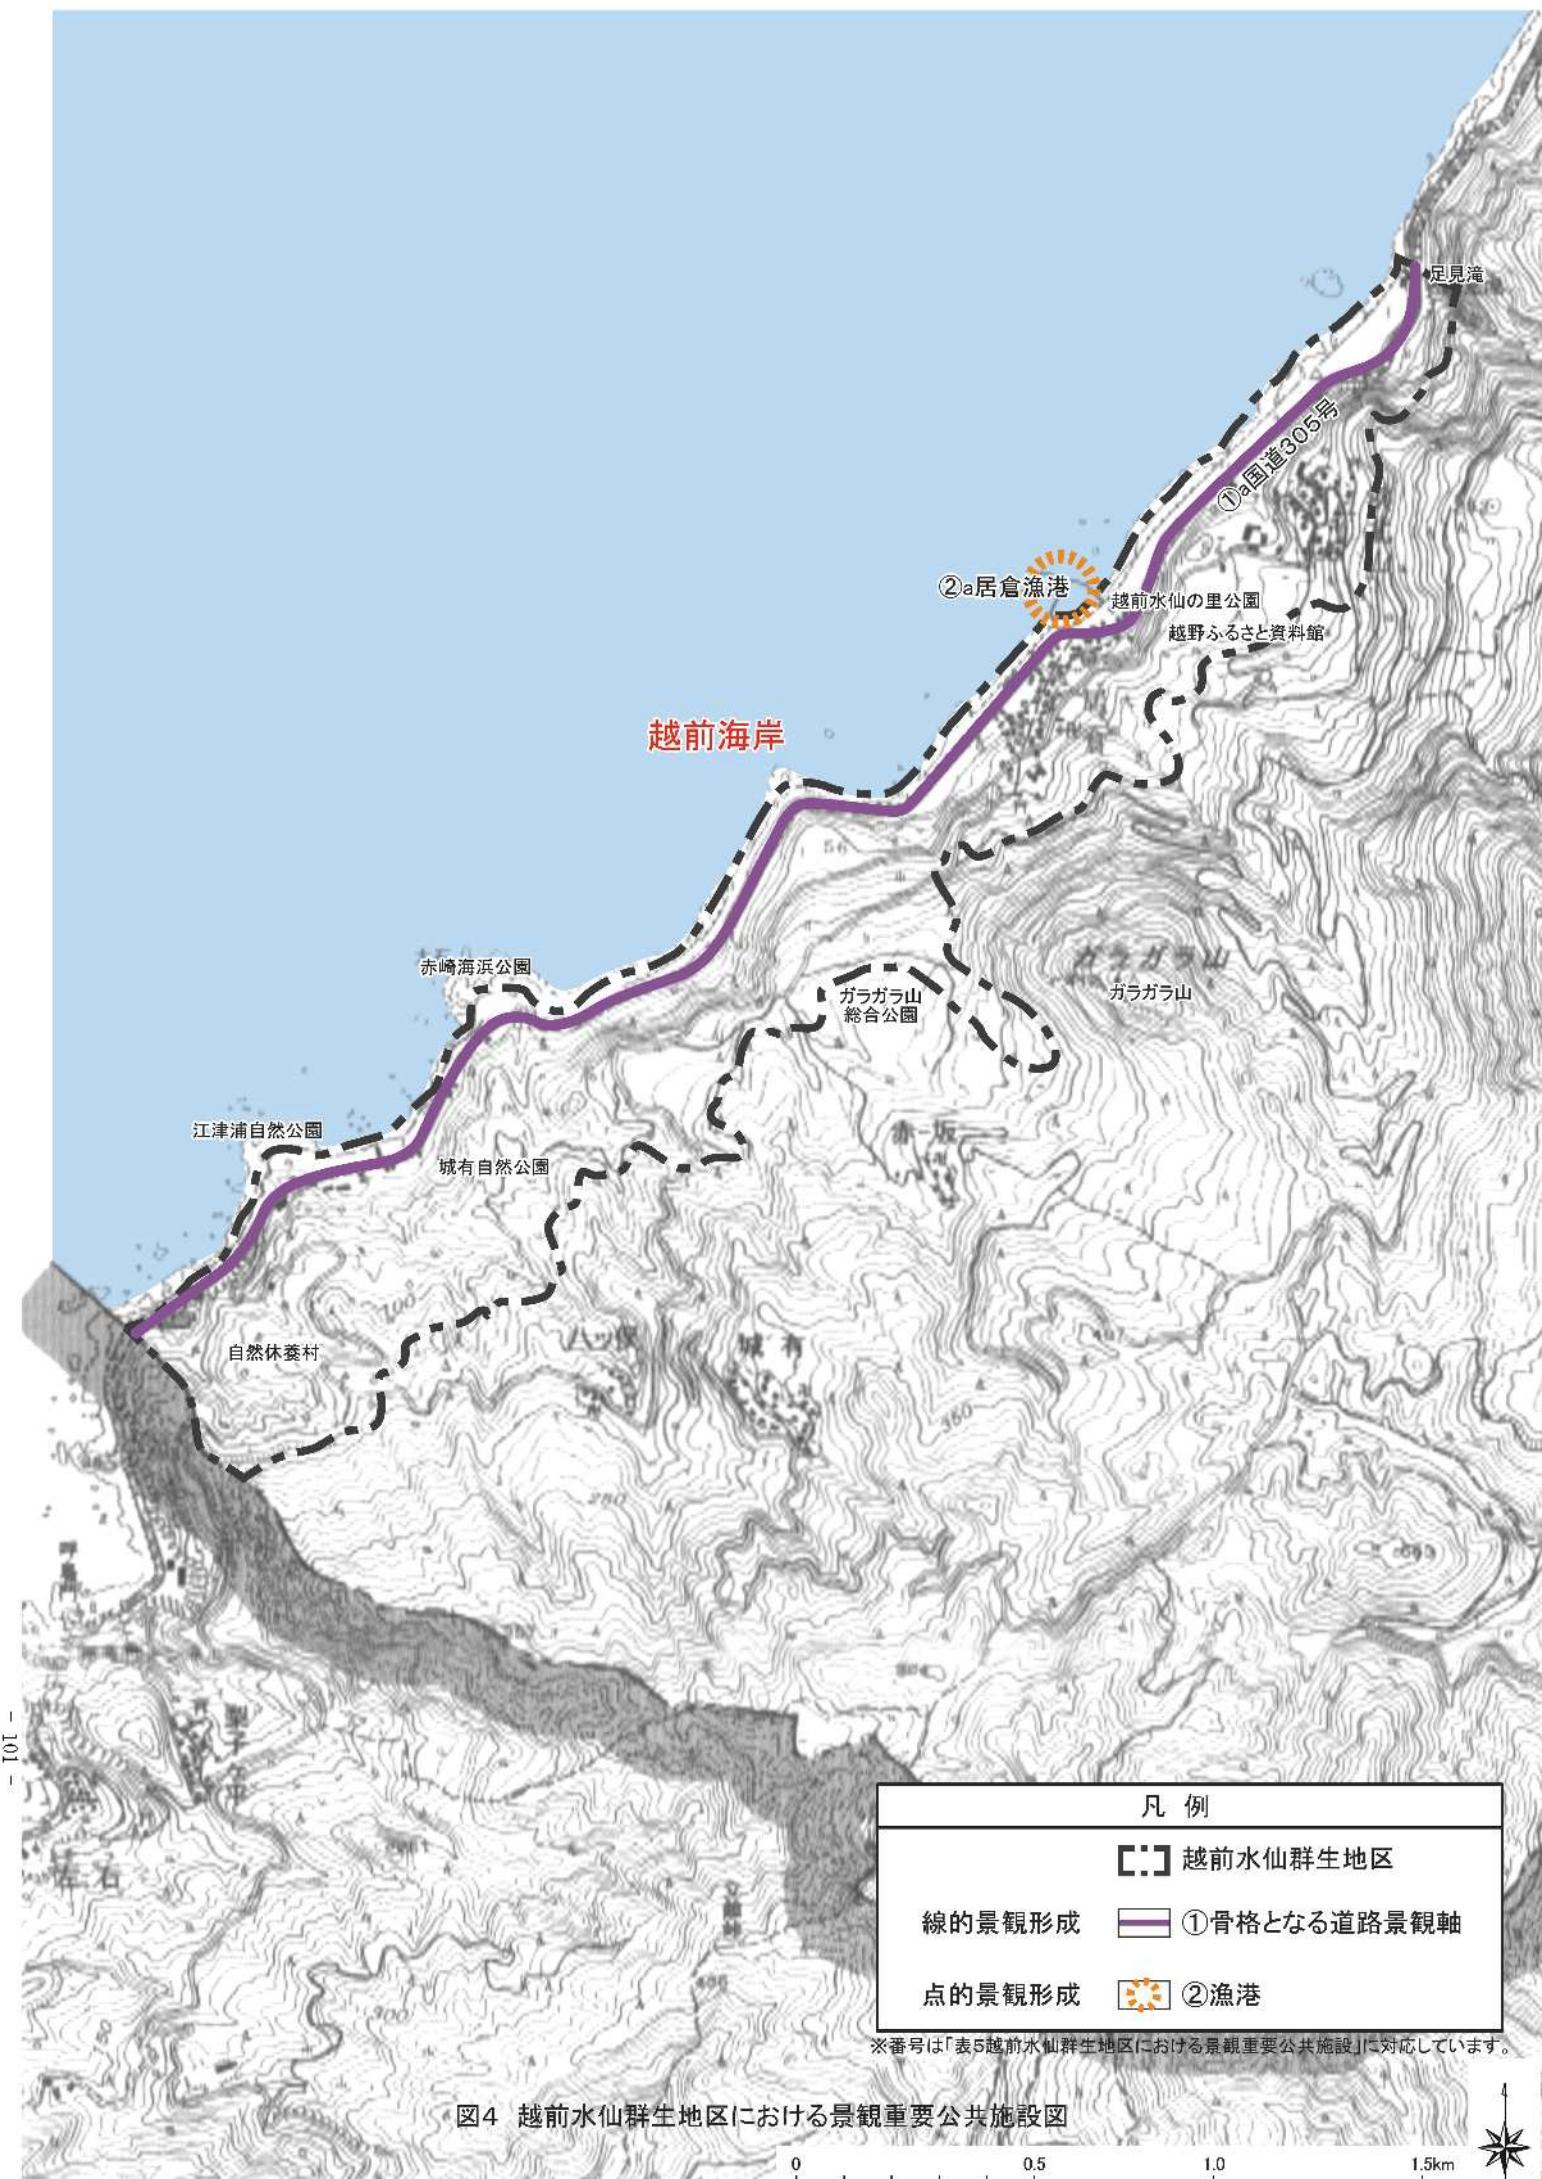 足見滝
①a国道305号
②a居倉漁港
越前水仙の里公園
越野ふるさと資料館
越前海岸
56
赤崎海浜公園
ガラガラ山
ガラガラ山
ガラガラ山
総合公園
江津浦自然公園
赤坂
城有自然公園
100
自然休養村
八ツ俣
城有
350
280
左右
300
凡 例
越前水仙群生地区
線的景観形成 ①骨格となる道路景観軸
点的景観形成 ②漁港
※番号は「表5越前水仙群生地区における景観重要公共施設」に対応しています。
図4 越前水仙群生地区における景観重要公共施設図
0 0.5 1.0 1.5km
- 101 -